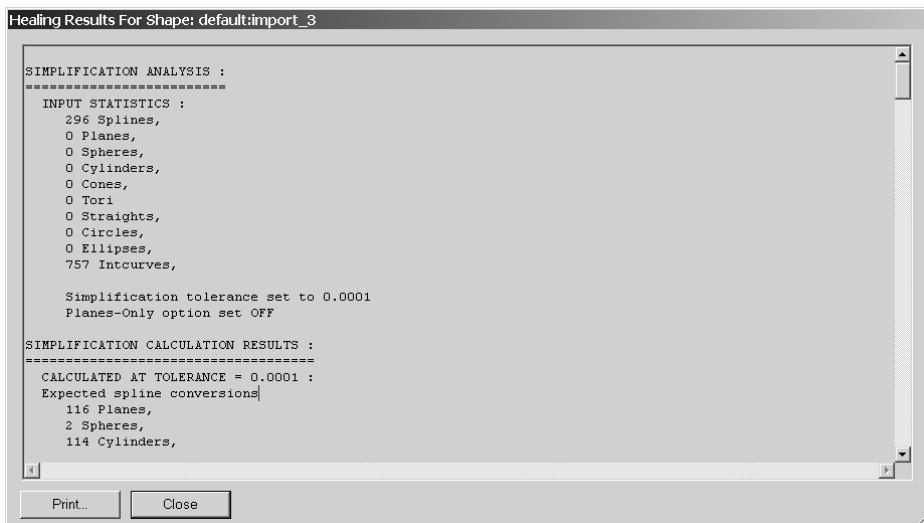 Healing Results For Shape: default:import_3
SIMPLIFICATION ANALYSIS :
=========================
INPUT STATISTICS :
296 Splines,
0 Planes,
0 Spheres,
0 Cylinders,
0 Cones,
0 Tori
0 Straights,
0 Circles,
0 Ellipses,
757 Intcurves,
Simplification tolerance set to 0.0001
Planes-Only option set OFF
SIMPLIFICATION CALCULATION RESULTS :
====================================
CALCULATED AT TOLERANCE = 0.0001 :
Expected spline conversions
116 Planes,
2 Spheres,
114 Cylinders,
Print... Close